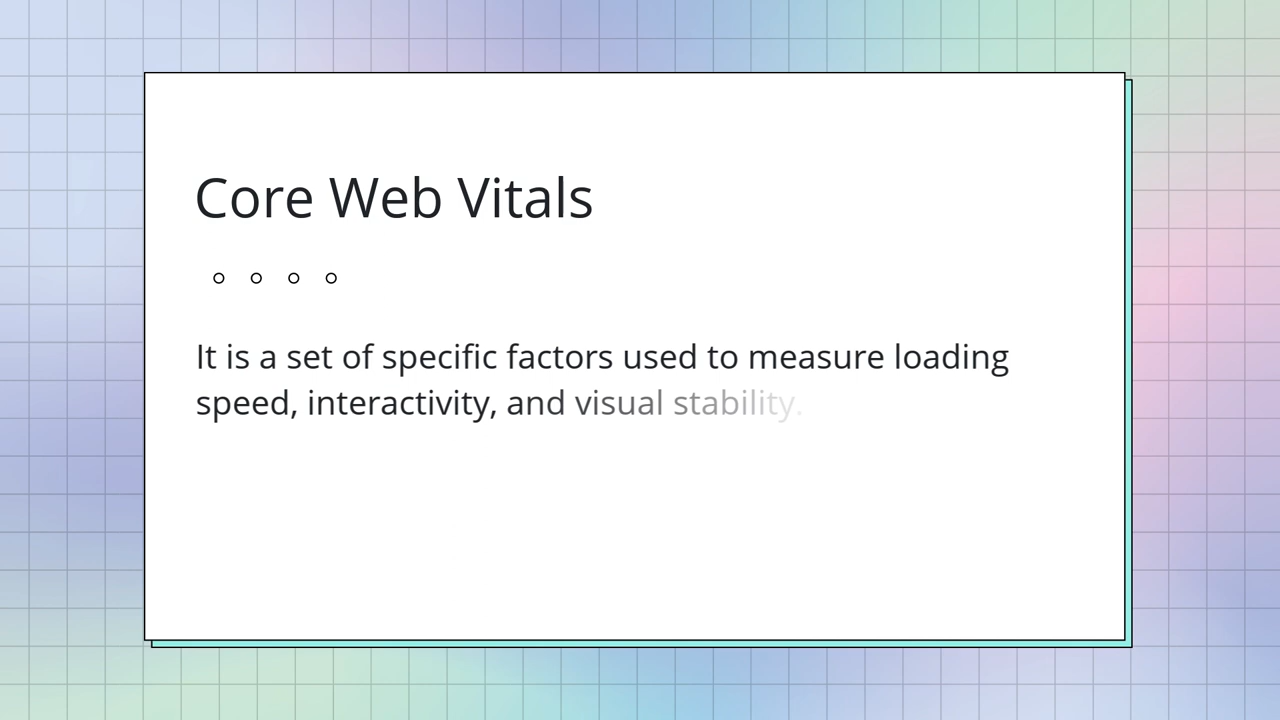 Core Web Vitals
It is a set of specific factors used to measure loading
speed, interactivity, and visual stability.